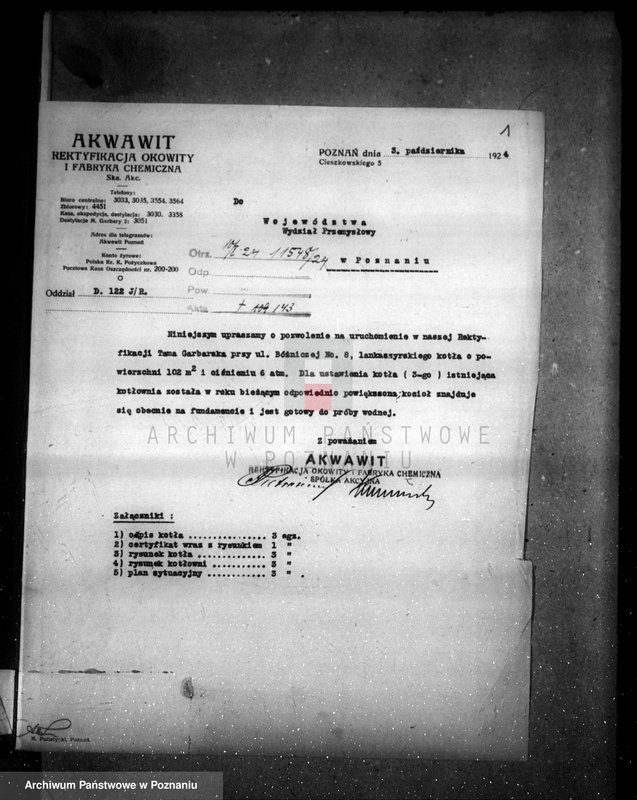 1
AKWAWIT
REKTYFIKACJA OKOWITY
I FABRYKA CHEMICZNA
Ska. Akc.
Telefony:
Biuro centralne: 3033, 3035, 3554, 3564
Zbiorowy: 4451
Kasa, ekspedycja, destylacja: 3030, 3358
Destylacja M. Garbary 2: 3051
Adres dla telegramów:
Akwawit Poznań
Konto żyrowe:
Polska Kr. K. Pożyczkowa
Pocztowa Kasa Oszczędności nr. 200-200
Oddział D. 122 J/R.
POZNAŃ dnia 3. października 1924
Cieszkowskiego 5
Do
Województwa
Wydział Przemysłowy
w Poznaniu
Otrz.
Odp.
Pow.
Akta 143
Niniejszym upraszamy o pozwolenie na uruchomienie w naszej Rekty-
fikacji Tama Garbarska przy ul. Bóżniczej No. 8, lankaszyrskiego kotła o po-
wierzchni 102 m2 i ciśnieniu 6 atm. Dla ustawienia kotła ( 3-go ) istniejąca
kotłownia została w roku bieżącym odpowiednio powiększona, kocioł znajduje
się obecnie na fundamencie i jest gotowy do próby wodnej.
Z poważaniem
AKWAWIT
REKTYFIKACJA OKOWITY I FABRYKA CHEMICZNA
SPÓŁKA AKCYJNA
Załączniki :
1) odpis kotła ................ 3 egz.
2) certyfikat wraz z rysunkiem 1 "
3) rysunek kotła .............. 3 "
4) rysunek kotłowni ........... 3 "
5) plan sytuacyjny ............ 3 " .
ARCHIWUM PAŃSTWOWE
W POZNANIU
Archiwum Państwowe w Poznaniu